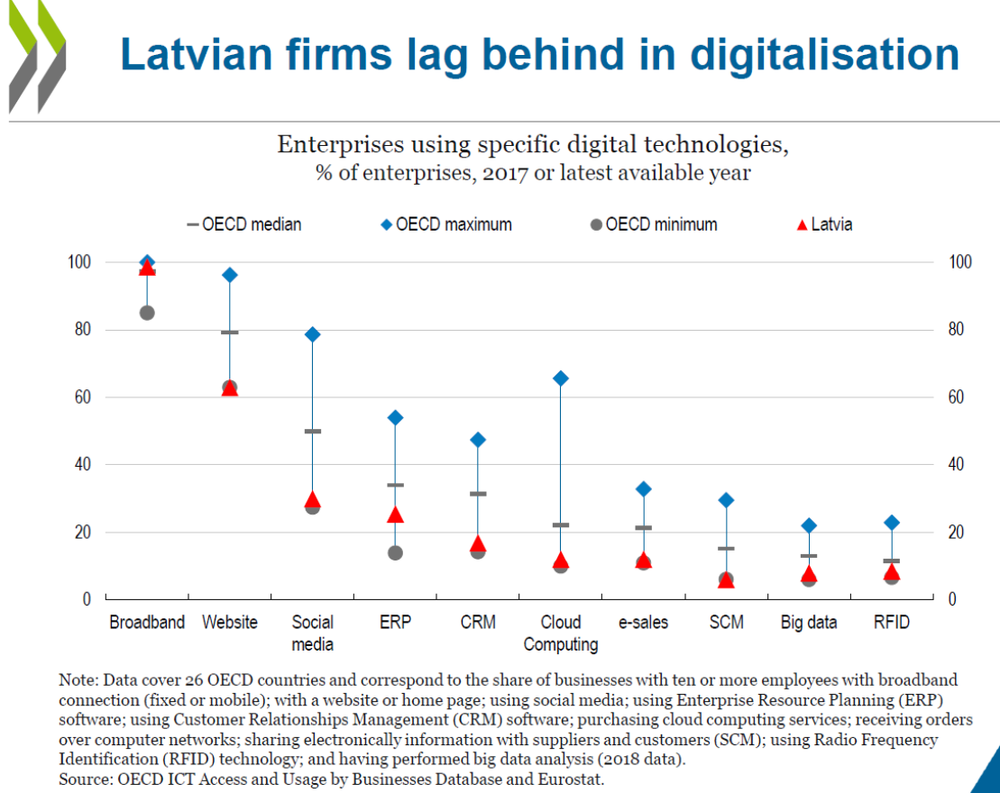 Latvian firms lag behind in digitalisation
Enterprises using specific digital technologies,
% of enterprises, 2017 or latest available year
OECD median OECD maximum OECD minimum Latvia
100 100
80 80
60 60
40 40
20 20
0 0
Broadband Website Social media ERP CRM Cloud Computing e-sales SCM Big data RFID
Note: Data cover 26 OECD countries and correspond to the share of businesses with ten or more employees with broadband
connection (fixed or mobile); with a website or home page; using social media; using Enterprise Resource Planning (ERP)
software; using Customer Relationships Management (CRM) software; purchasing cloud computing services; receiving orders
over computer networks; sharing electronically information with suppliers and customers (SCM); using Radio Frequency
Identification (RFID) technology; and having performed big data analysis (2018 data).
Source: OECD ICT Access and Usage by Businesses Database and Eurostat.